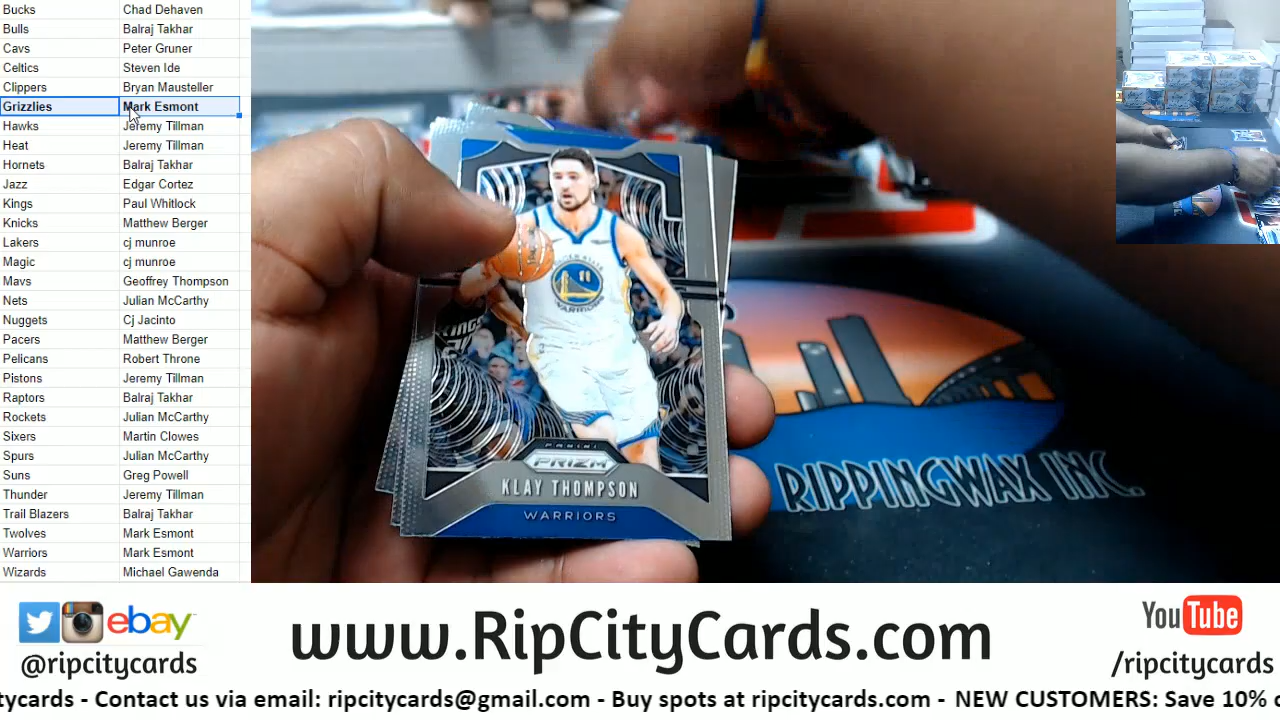 Bucks Chad Dehaven
Bulls Balraj Takhar
Cavs Peter Gruner
Celtics Steven Ide
Clippers Bryan Mausteller
Grizzlies Mark Esmont
Hawks Jeremy Tillman
Heat Jeremy Tillman
Hornets Balraj Takhar
Jazz Edgar Cortez
Kings Paul Whitlock
Knicks Matthew Berger
Lakers cj munroe
Magic cj munroe
Mavs Geoffrey Thompson
Nets Julian McCarthy
Nuggets Cj Jacinto
Pacers Matthew Berger
Pelicans Robert Throne
Pistons Jeremy Tillman
Raptors Balraj Takhar
Rockets Julian McCarthy
Sixers Martin Clowes
Spurs Julian McCarthy
Suns Greg Powell
Thunder Jeremy Tillman
Trail Blazers Balraj Takhar
Twolves Mark Esmont
Warriors Mark Esmont
Wizards Michael Gawenda
11
PANINI
PRIZM
KLAY THOMPSON
WARRIORS
RIPPINGWAX INC.
ebay
@ripcitycards
www.RipCityCards.com
YouTube
/ripcitycards
tycards - Contact us via email: ripcitycards@gmail.com - Buy spots at ripcitycards.com - NEW CUSTOMERS: Save 10%